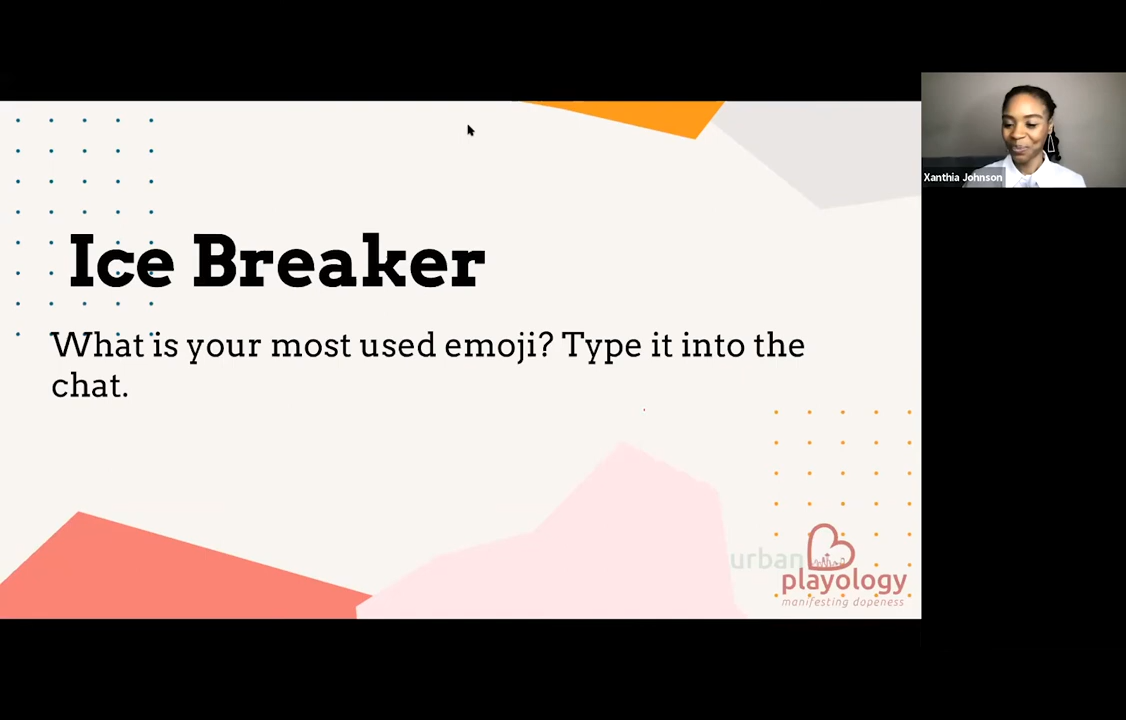 Ice Breaker
What is your most used emoji? Type it into the
chat.
Xanthia Johnson
urban
playology
manifesting dopeness